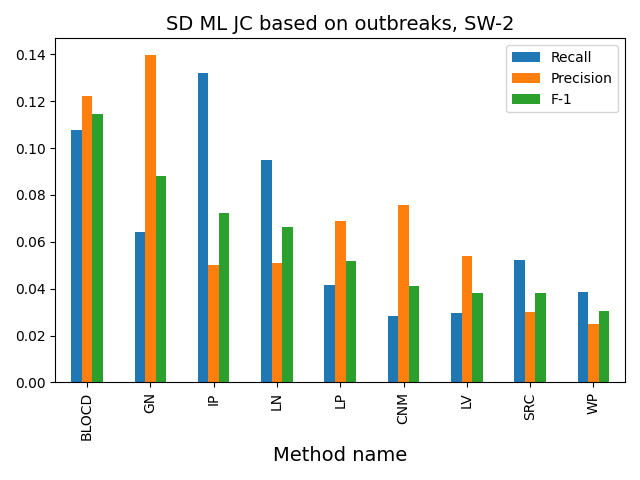 SD ML JC based on outbreaks, SW-2
Recall
Precision
F-1
0.14
0.12
0.10
0.08
0.06
0.04
0.02
0.00
BLOCD
GN
IP
LN
LP
CNM
LV
SRC
WP
Method name